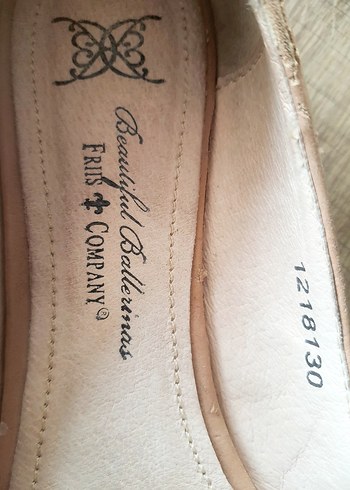 Beautiful Ballerinas
FRIIS ⚜ COMPANY®
1218130